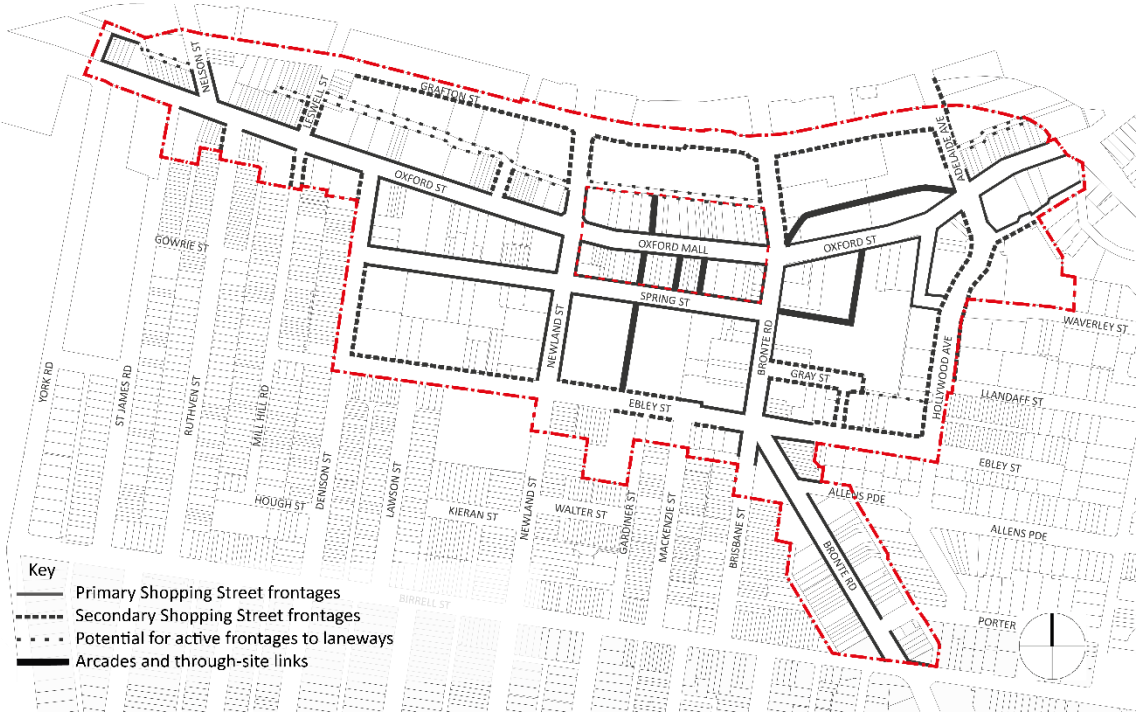 NELSON ST
GRAFTON ST
ADELAIDE AVE
OXFORD ST
OXFORD MALL
OXFORD ST
GOWRIE ST
SPRING ST
NEWLAND ST
BRONTE RD
WAVERLEY ST
HOLLYWOOD AVE
YORK RD
ST JAMES RD
RUTHVEN ST
MILL HILL RD
GRAY ST
LLANDAFF ST
EBLEY ST
EBLEY ST
DENISON ST
LAWSON ST
HOUGH ST
KIERAN ST
NEWLAND ST
WALTER ST
GARDINER ST
MACKENZIE ST
BRISBANE ST
ALLENS PDE
ALLENS PDE
BRONTE RD
BIRRELL ST
PORTER
Key
Primary Shopping Street frontages
Secondary Shopping Street frontages
Potential for active frontages to laneways
Arcades and through-site links